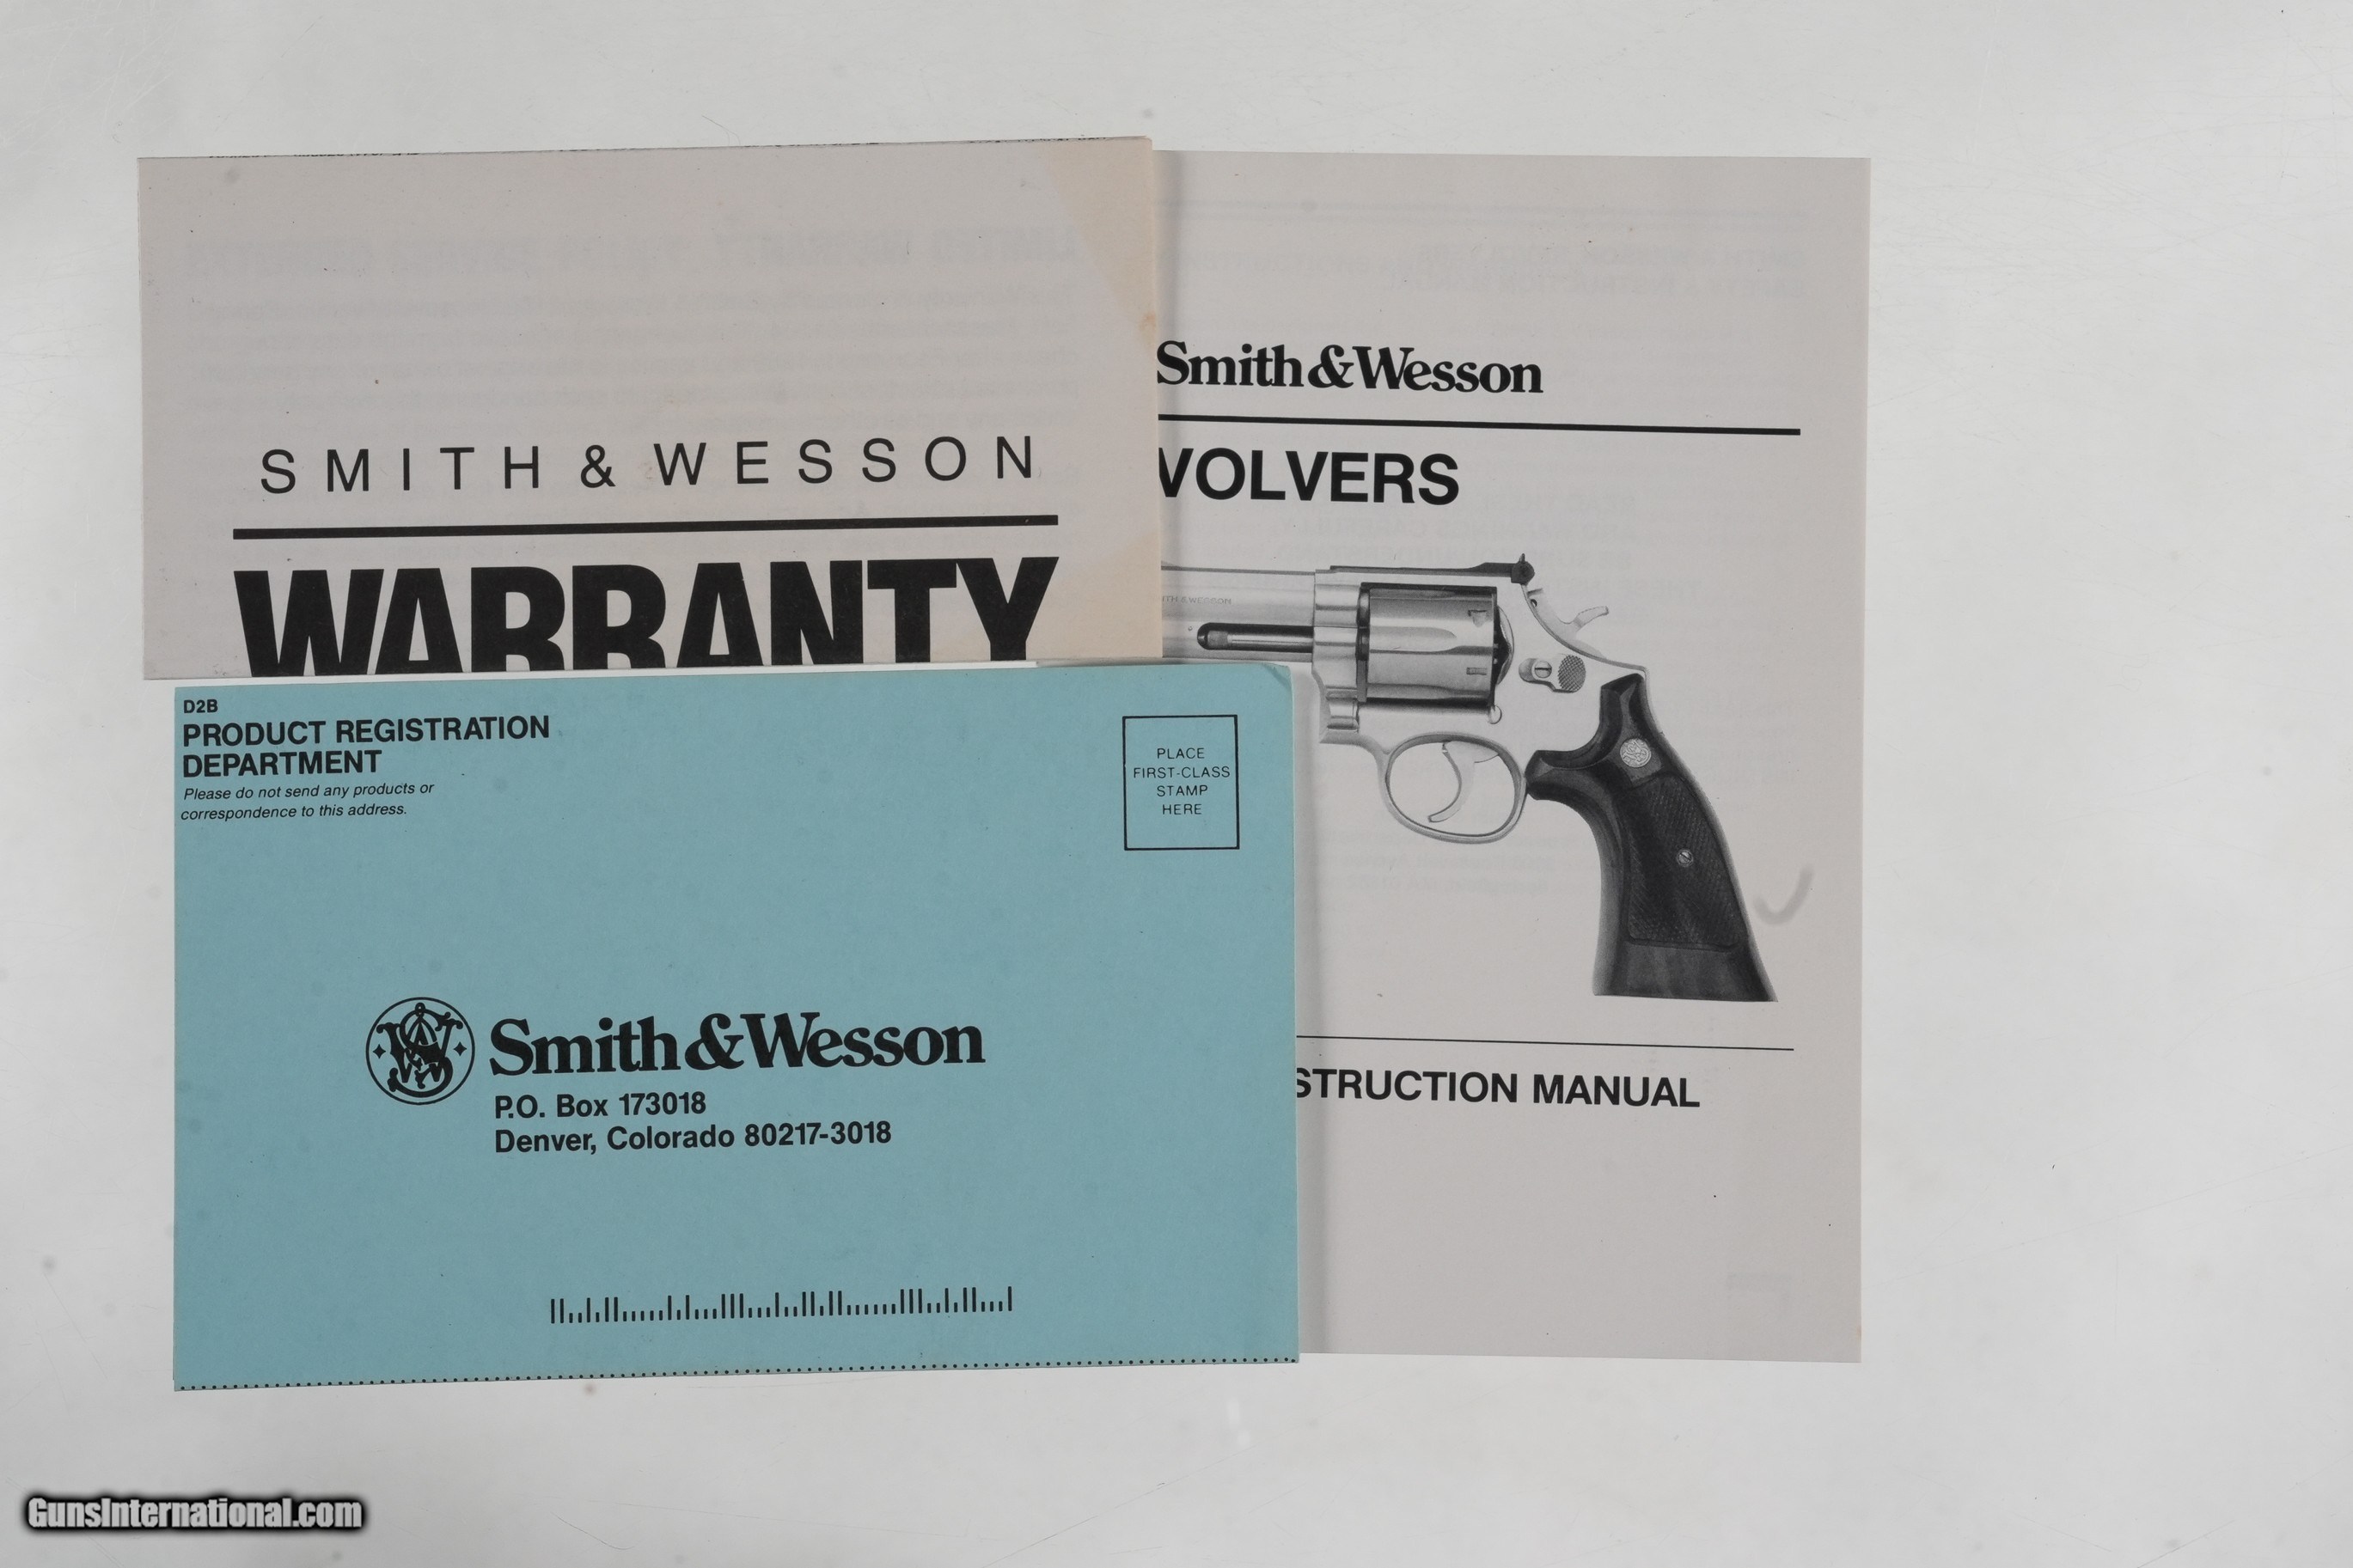 SMITH & WESSON
WARRANTY
Smith & Wesson
VOLVERS
SMITH & WESSON
STRUCTION MANUAL
D2B
PRODUCT REGISTRATION
DEPARTMENT
Please do not send any products or
correspondence to this address.
PLACE
FIRST-CLASS
STAMP
HERE
Smith & Wesson
P.O. Box 173018
Denver, Colorado 80217-3018
GunsInternational.com